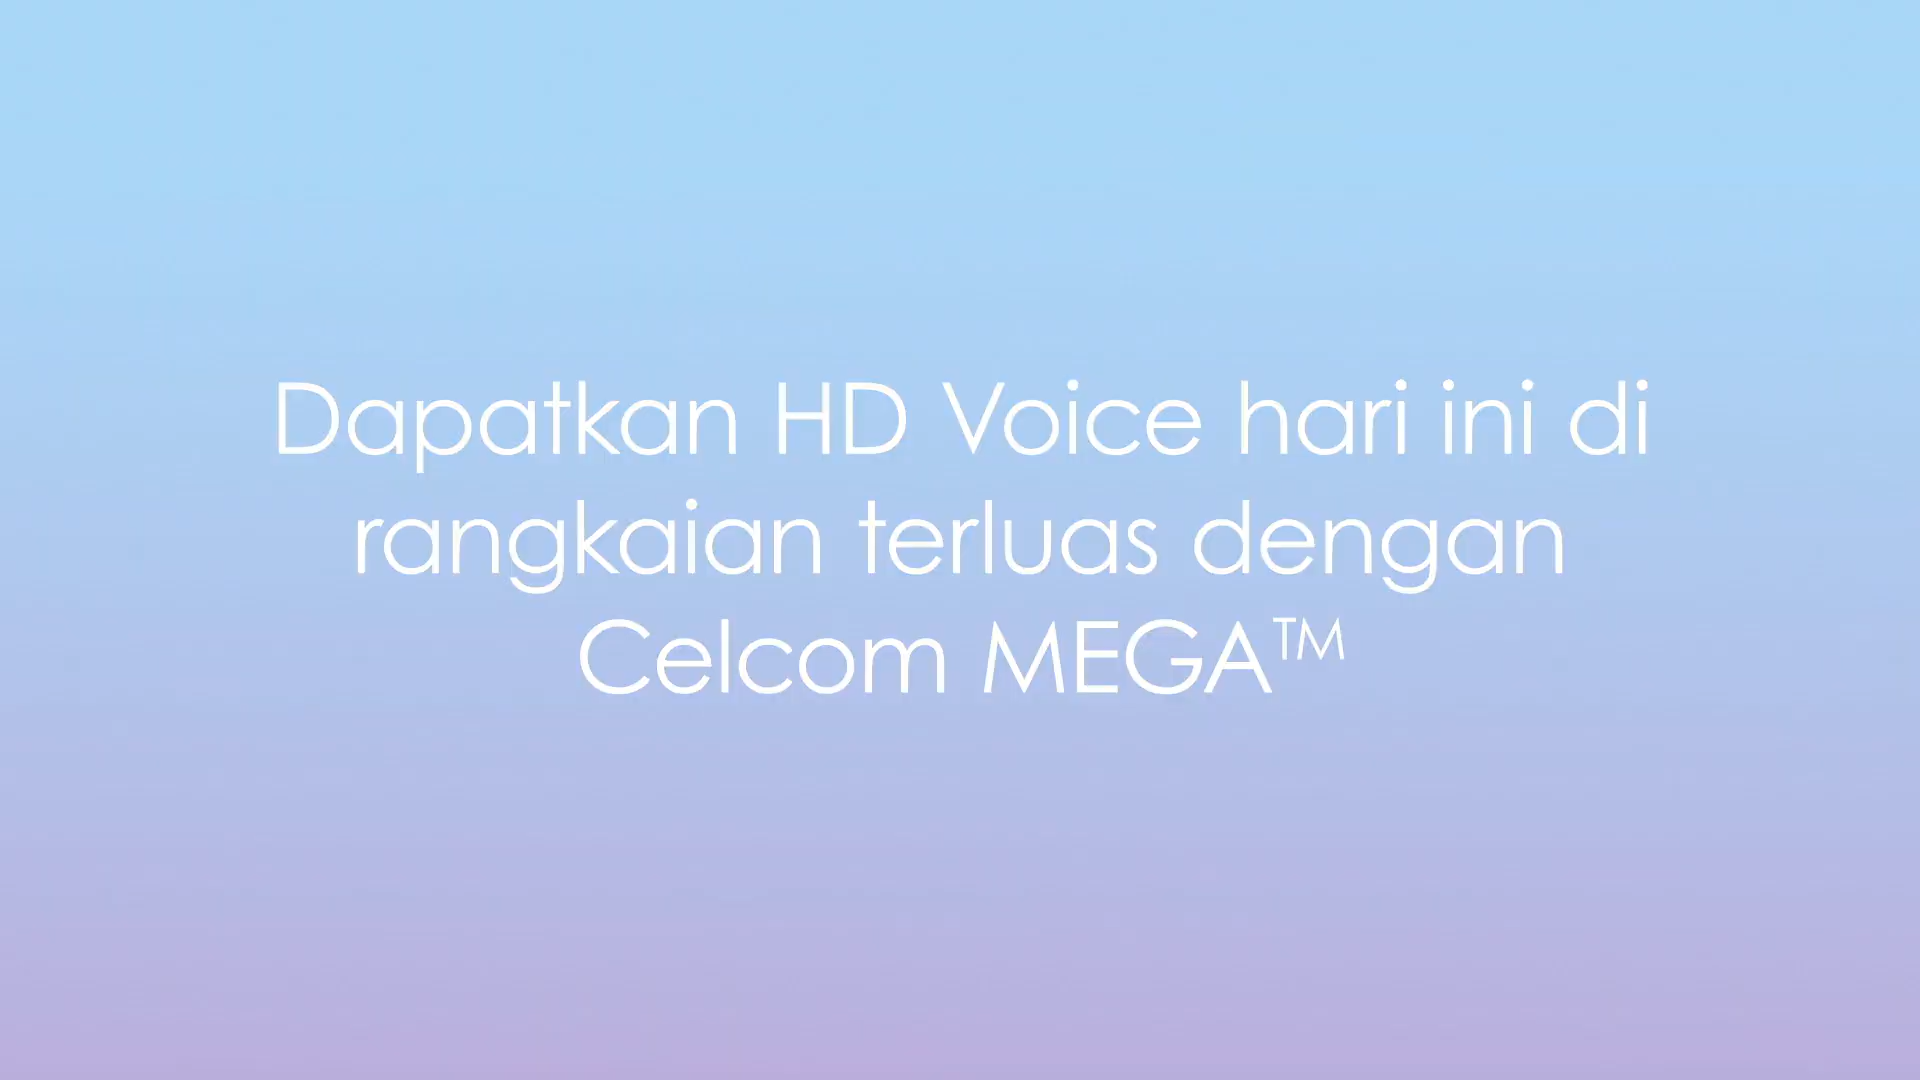 Dapatkan HD Voice hari ini di
rangkaian terluas dengan
Celcom MEGA™